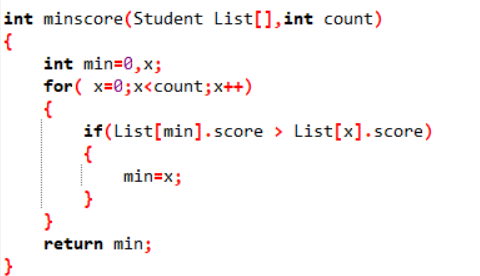 int minscore(Student List[],int count)
{
int min=0,x;
for( x=0;x<count;x++)
{
if(List[min].score > List[x].score)
{
min=x;
}
}
return min;
}